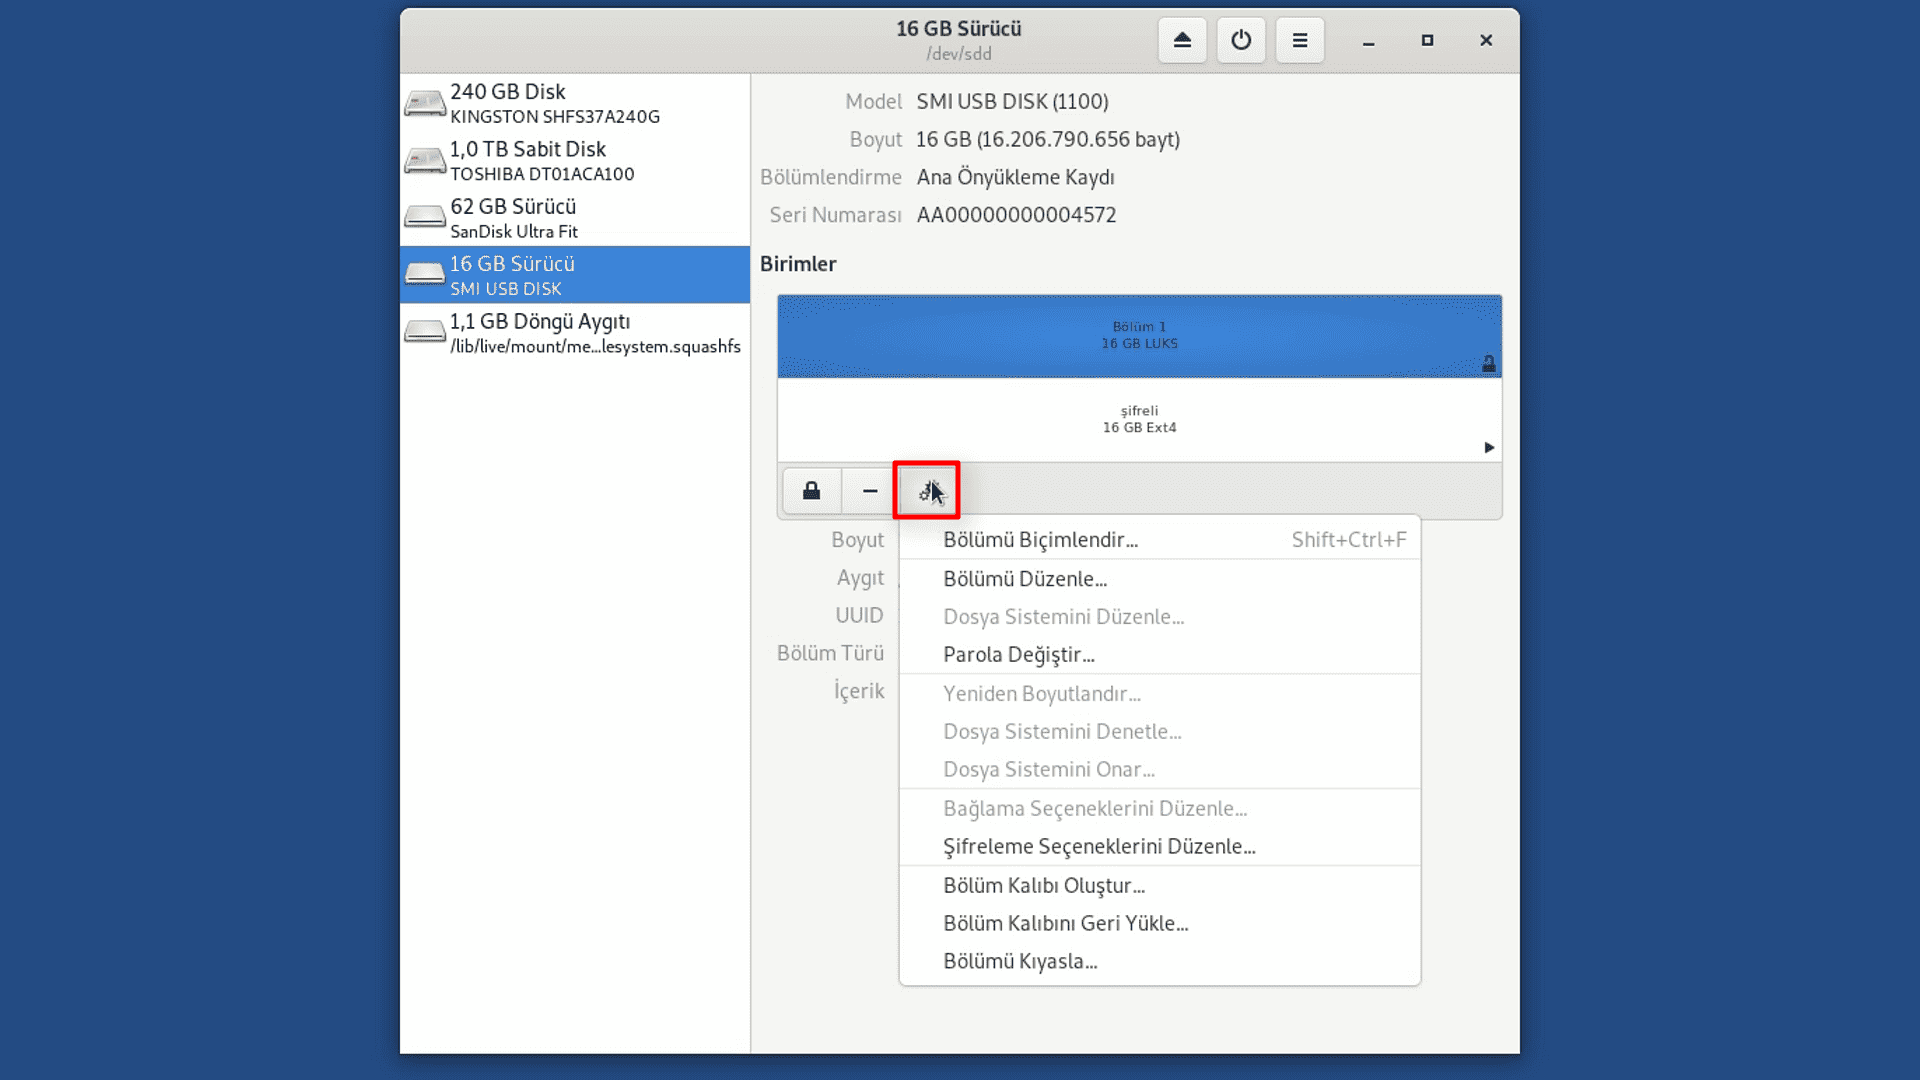 16 GB Sürücü
/dev/sdd
240 GB Disk
KINGSTON SHFS37A240G
1,0 TB Sabit Disk
TOSHIBA DT01ACA100
62 GB Sürücü
SanDisk Ultra Fit
16 GB Sürücü
SMI USB DISK
1,1 GB Döngü Aygıtı
/lib/live/mount/me...lesystem.squashfs
Model SMI USB DISK (1100)
Boyut 16 GB (16.206.790.656 bayt)
Bölümlendirme Ana Önyükleme Kaydı
Seri Numarası AA00000000004572
Birimler
Bölüm 1
16 GB LUKS
şifreli
16 GB Ext4
Boyut
Aygıt
UUID
Bölüm Türü
İçerik
Bölümü Biçimlendir... Shift+Ctrl+F
Bölümü Düzenle...
Dosya Sistemini Düzenle...
Parola Değiştir...
Yeniden Boyutlandır...
Dosya Sistemini Denetle...
Dosya Sistemini Onar...
Bağlama Seçeneklerini Düzenle...
Şifreleme Seçeneklerini Düzenle...
Bölüm Kalıbı Oluştur...
Bölüm Kalıbını Geri Yükle...
Bölümü Kıyasla...